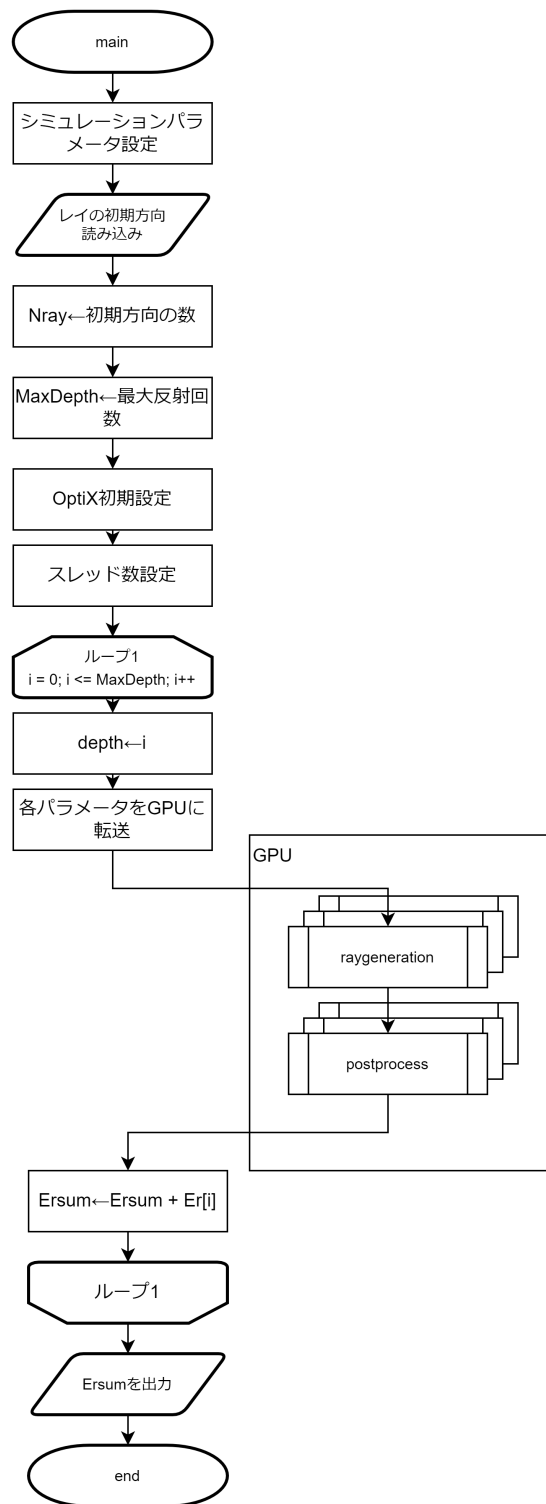 main
シミュレーションパラ
メータ設定
レイの初期方向
読み込み
Nray←初期方向の数
MaxDepth←最大反射回
数
OptiX初期設定
スレッド数設定
ループ1
i = 0; i <= MaxDepth; i++
depth←i
各パラメータをGPUに
転送
GPU
raygeneration
postprocess
Ersum←Ersum + Er[i]
ループ1
Ersumを出力
end